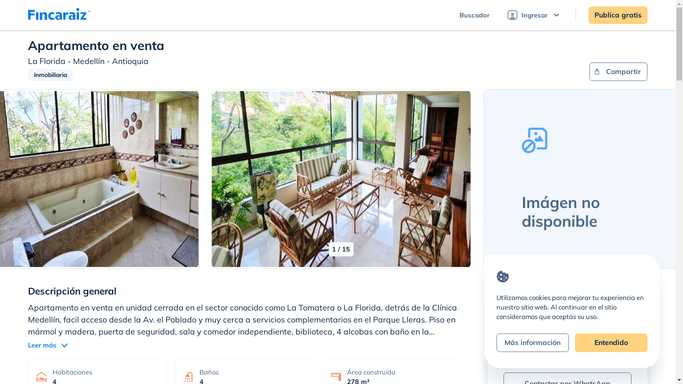 Fincaraiz
Buscador
Ingresar
Publica gratis
Apartamento en venta
La Florida - Medellín - Antioquia
Inmobiliaria
Compartir
1 / 15
Imágen no
disponible
Descripción general
Apartamento en venta en unidad cerrada en el sector conocido como La Tomatera o La Florida, detrás de la Clínica
Medellín, facil acceso desde la Av. el Poblado y muy cerca a servicios complementarios en el Parque Lleras. Piso en
mármol y madera, puerta de seguridad, sala y comedor independiente, biblioteca, 4 alcobas con baño en la...
Leer más
Habitaciones
4
Baños
4
Área construida
278 m²
Utilizamos cookies para mejorar tu experiencia en
nuestro sitio web. Al continuar en el sitio
consideramos que aceptas su uso.
Más información
Entendido
Contactar por WhatsApp